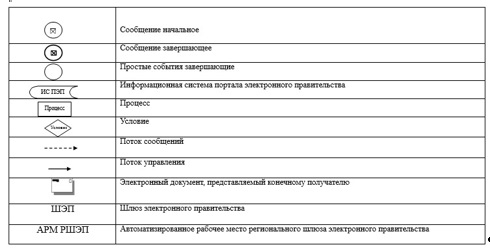 Сообщение начальное
Сообщение завершающее
Простые события завершающие
ИС ПЭП Информационная система портала электронного правительства
Процесс Процесс
Условие Условие
Поток сообщений
Поток управления
Электронный документ, представляемый конечному получателю
ШЭП Шлюз электронного правительства
АРМ РШЭП Автоматизированное рабочее место регионального шлюза электронного правительства